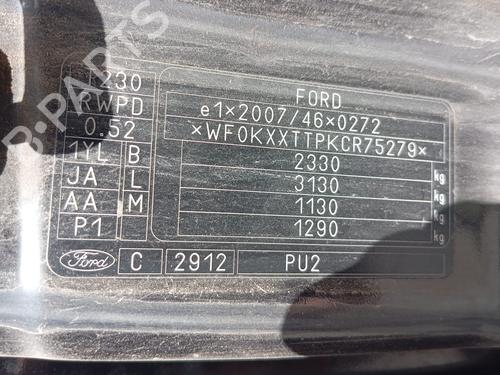 B-PARTS
1230
RWPD
0.52
1YL B
JA L
AA M
P1
FORD
e1×2007/46×0272
×WF0KXXTTPKCR75279×
2330 kg
3130 kg
1130 kg
1290 kg
Ford C 2912 PU2